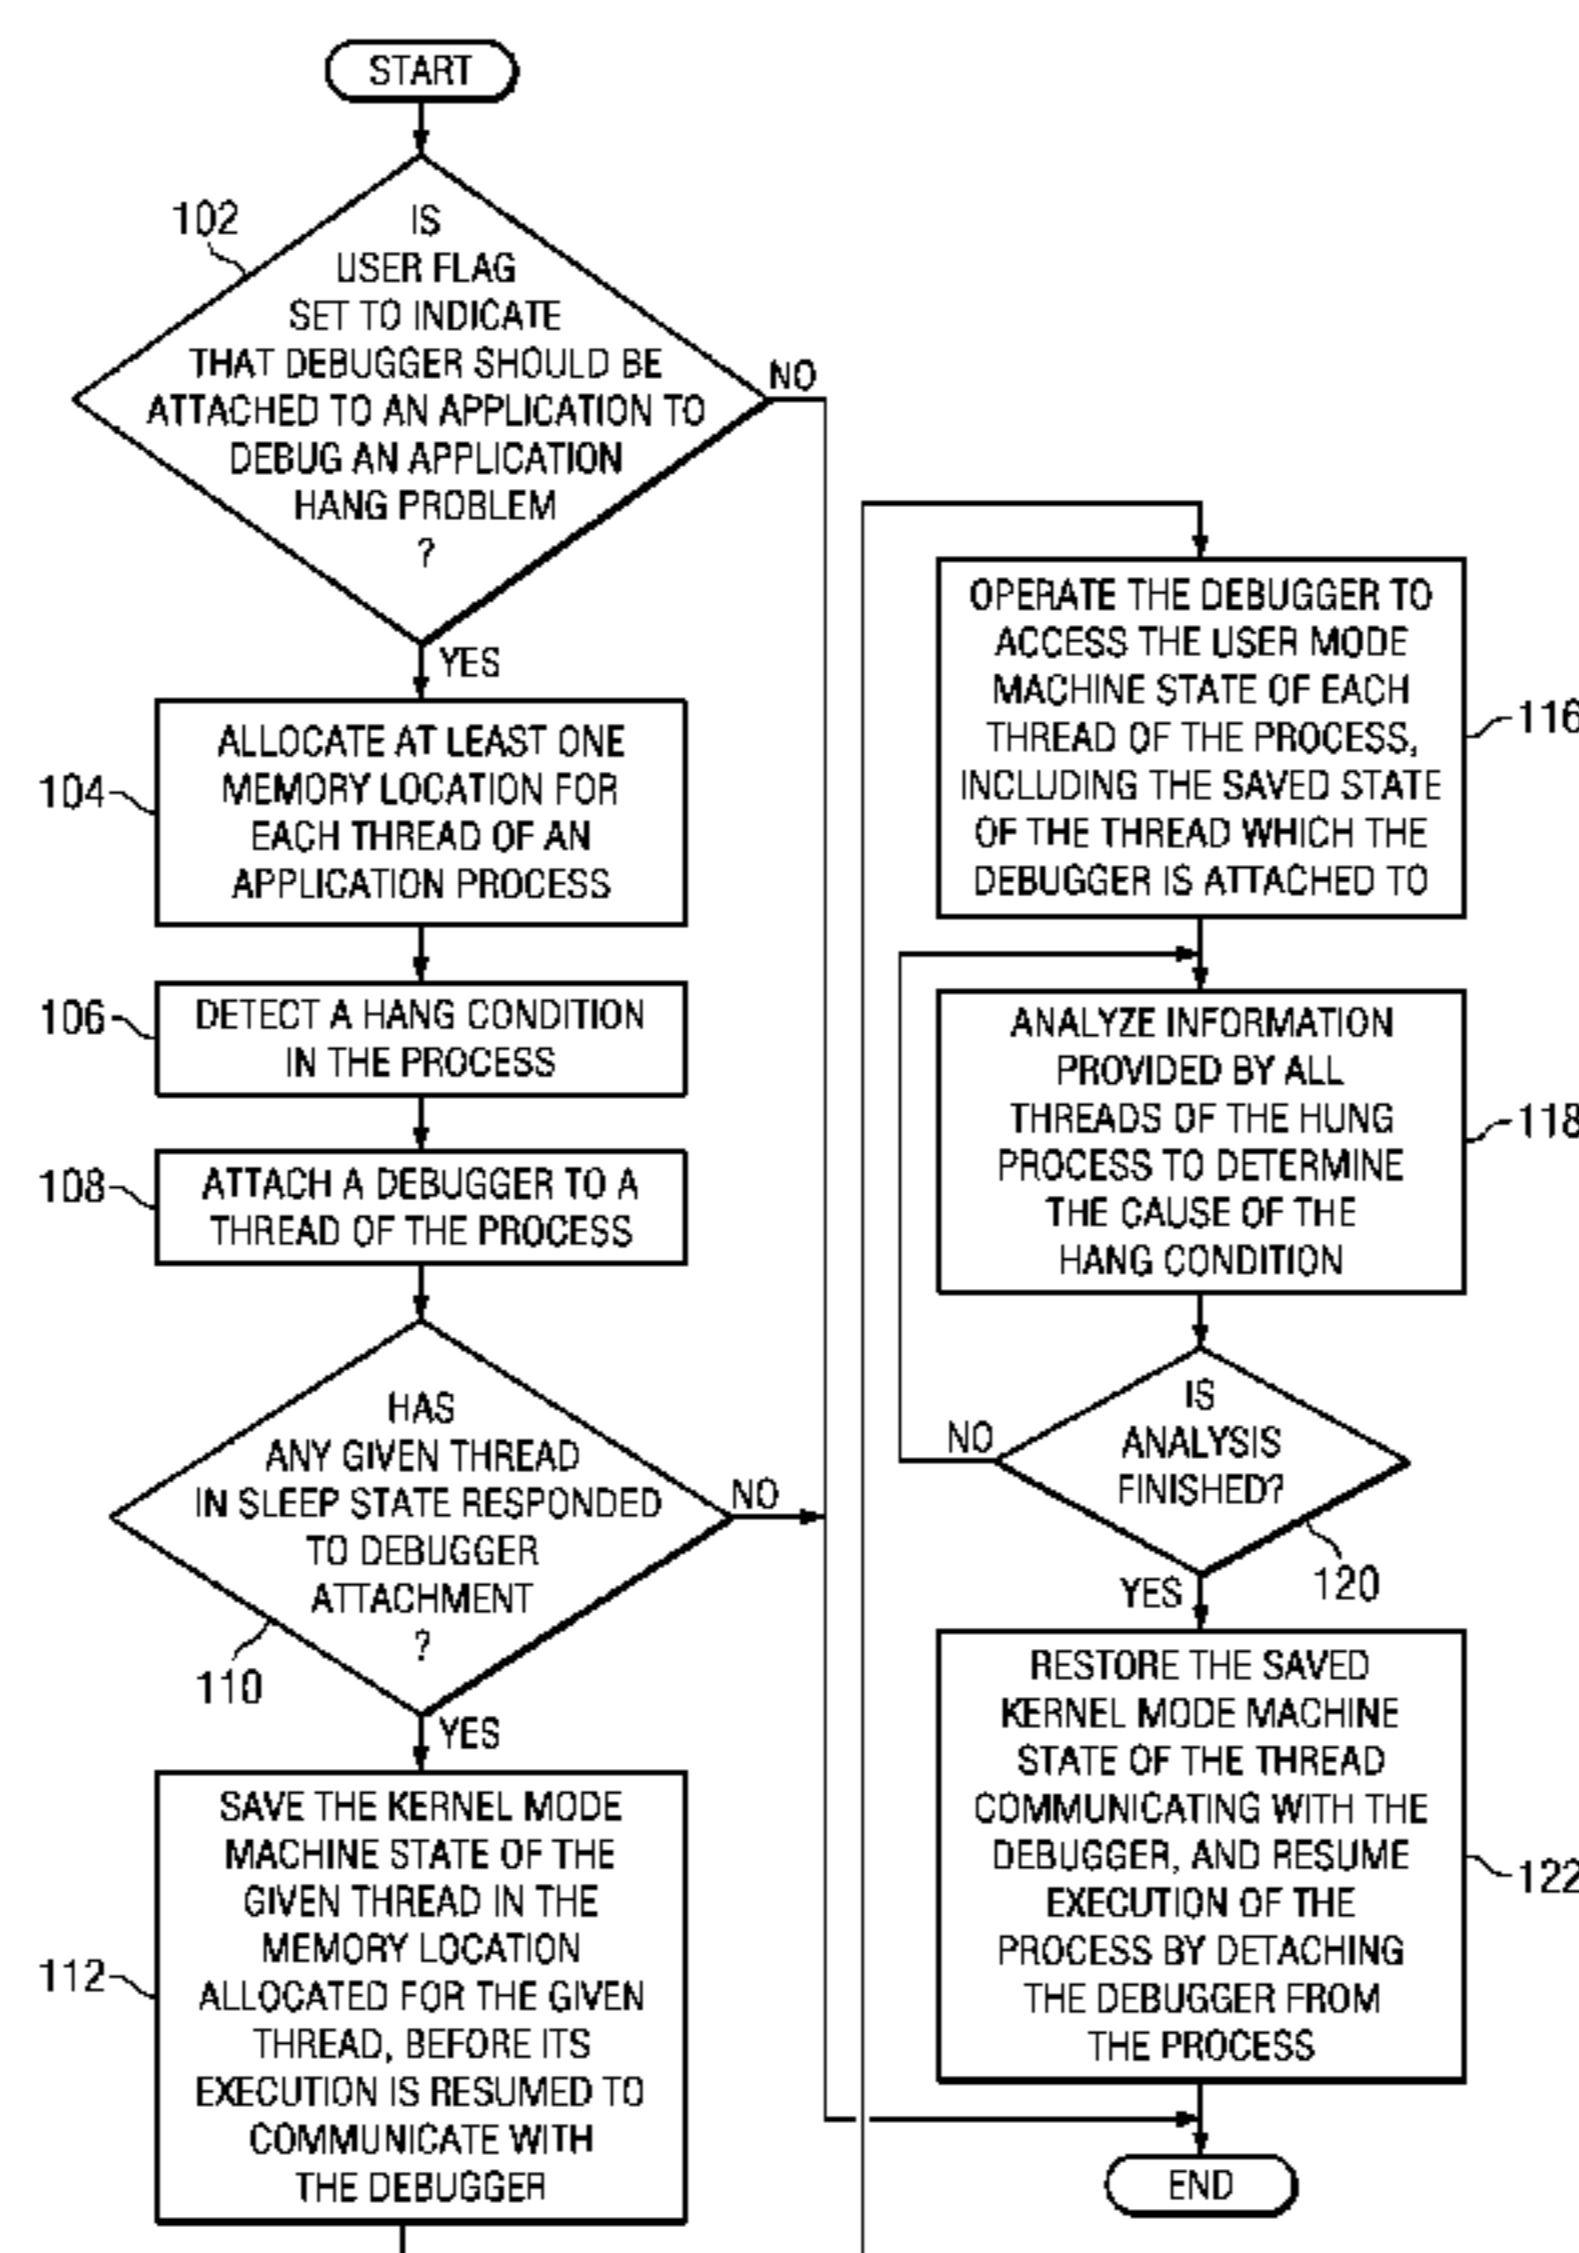 START
102
IS
USER FLAG
SET TO INDICATE
THAT DEBUGGER SHOULD BE
ATTACHED TO AN APPLICATION TO
DEBUG AN APPLICATION
HANG PROBLEM
?
NO
YES
104
ALLOCATE AT LEAST ONE
MEMORY LOCATION FOR
EACH THREAD OF AN
APPLICATION PROCESS
106
DETECT A HANG CONDITION
IN THE PROCESS
108
ATTACH A DEBUGGER TO A
THREAD OF THE PROCESS
HAS
ANY GIVEN THREAD
IN SLEEP STATE RESPONDED
TO DEBUGGER
ATTACHMENT
?
NO
110
YES
112
SAVE THE KERNEL MODE
MACHINE STATE OF THE
GIVEN THREAD IN THE
MEMORY LOCATION
ALLOCATED FOR THE GIVEN
THREAD, BEFORE ITS
EXECUTION IS RESUMED TO
COMMUNICATE WITH
THE DEBUGGER
OPERATE THE DEBUGGER TO
ACCESS THE USER MODE
MACHINE STATE OF EACH
THREAD OF THE PROCESS,
INCLUDING THE SAVED STATE
OF THE THREAD WHICH THE
DEBUGGER IS ATTACHED TO
116
ANALYZE INFORMATION
PROVIDED BY ALL
THREADS OF THE HUNG
PROCESS TO DETERMINE
THE CAUSE OF THE
HANG CONDITION
118
IS
ANALYSIS
FINISHED?
NO
120
YES
RESTORE THE SAVED
KERNEL MODE MACHINE
STATE OF THE THREAD
COMMUNICATING WITH THE
DEBUGGER, AND RESUME
EXECUTION OF THE
PROCESS BY DETACHING
THE DEBUGGER FROM
THE PROCESS
122
END